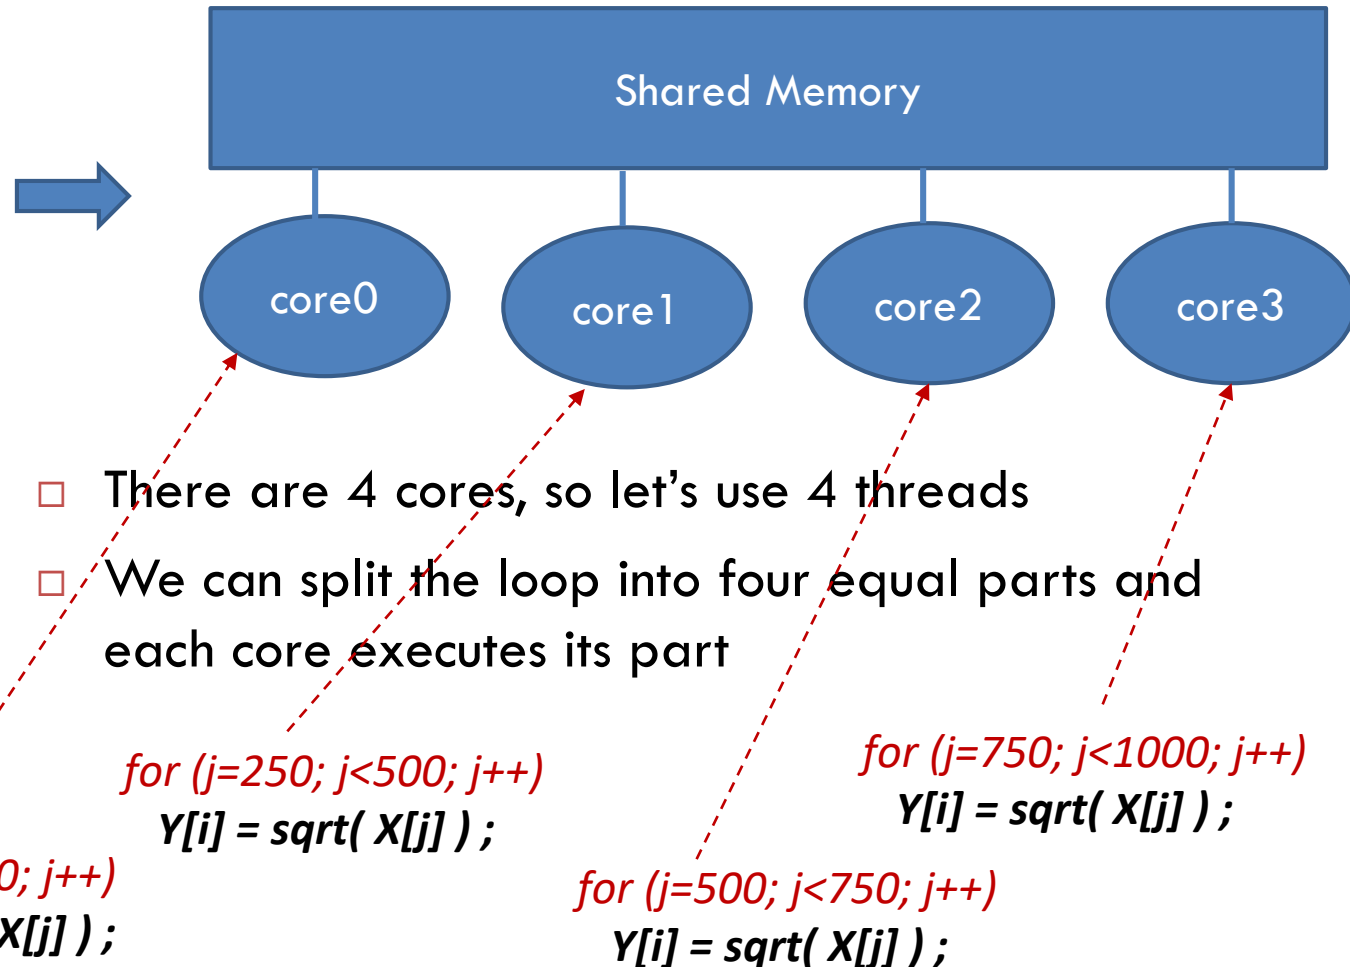 Shared Memory
core0
core1
core2
core3
There are 4 cores, so let's use 4 threads
We can split the loop into four equal parts and
each core executes its part
for (j=250; j<500; j++)
Y[i] = sqrt( X[j] ) ;
for (j=750; j<1000; j++)
Y[i] = sqrt( X[j] ) ;
0; j++)
X[j] ) ;
for (j=500; j<750; j++)
Y[i] = sqrt( X[j] ) ;